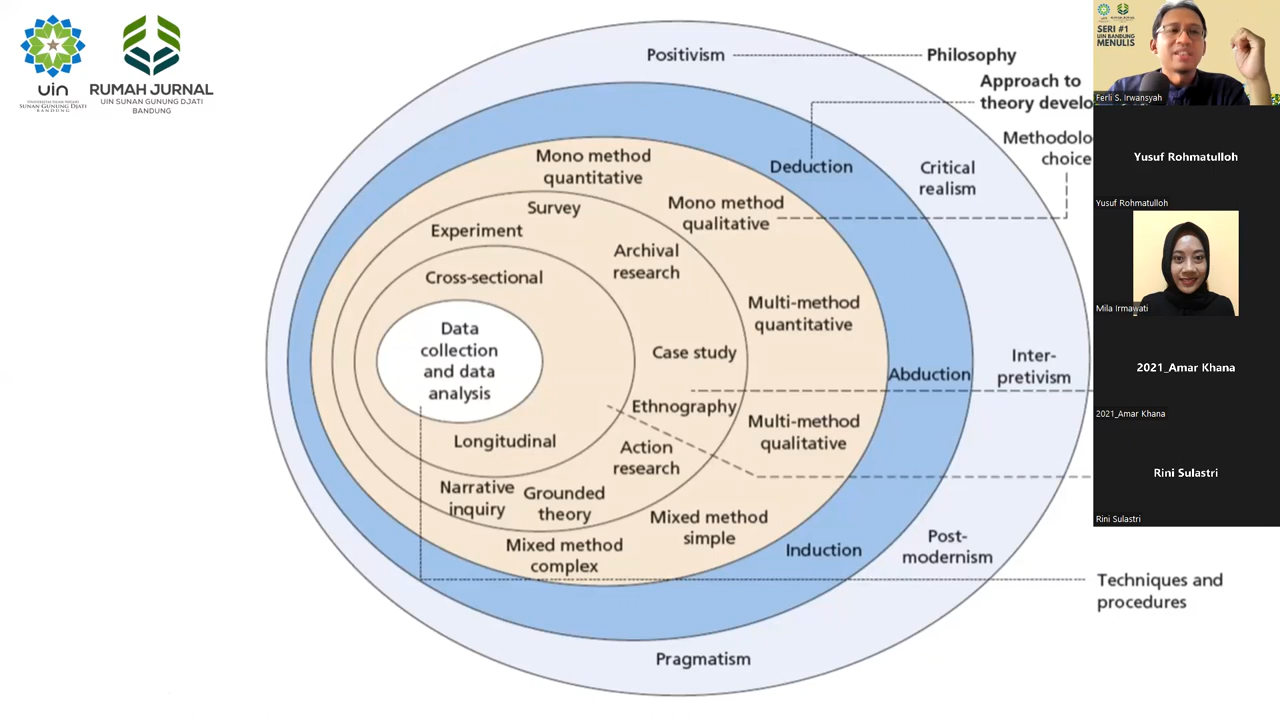 uin
UNIVERSITAS ISLAM NEGERI
SUNAN GUNUNG DJATI
BANDUNG
RUMAH JURNAL
UIN SUNAN GUNUNG DJATI
BANDUNG
Positivism
Philosophy
Approach to
theory develo
Methodolo
choice
Deduction
Critical
realism
Mono method
quantitative
Mono method
qualitative
Survey
Experiment
Archival
research
Cross-sectional
Multi-method
quantitative
Data
collection
and data
analysis
Case study
Abduction
Inter-
pretivism
Ethnography
Multi-method
qualitative
Longitudinal
Action
research
Narrative
inquiry
Grounded
theory
Mixed method
simple
Mixed method
complex
Induction
Post-
modernism
Techniques and
procedures
Pragmatism
SERI #1
UIN BANDUNG
MENULIS
Ferli S. Irwansyah
Yusuf Rohmatulloh
Yusuf Rohmatulloh
Mila Irmawati
2021_Amar Khana
2021_Amar Khana
Rini Sulastri
Rini Sulastri